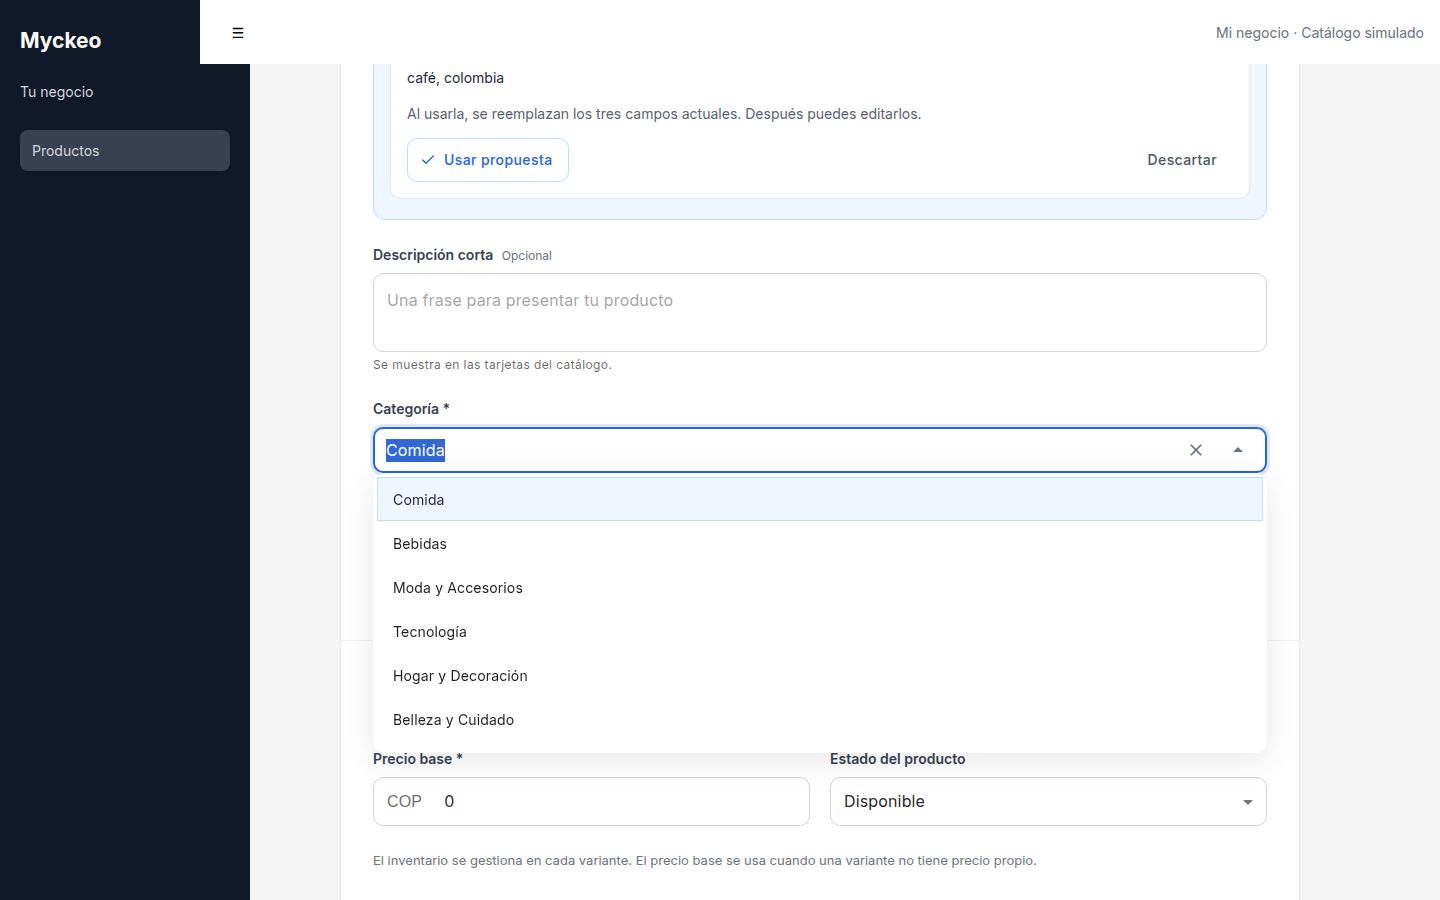 Myckeo
☰
Mi negocio · Catálogo simulado
Tu negocio
Productos
café, colombia
Al usarla, se reemplazan los tres campos actuales. Después puedes editarlos.
Usar propuesta
Descartar
Descripción corta Opcional
Una frase para presentar tu producto
Se muestra en las tarjetas del catálogo.
Categoría *
Comida
Comida
Bebidas
Moda y Accesorios
Tecnología
Hogar y Decoración
Belleza y Cuidado
Precio base *
Estado del producto
COP 0
Disponible
El inventario se gestiona en cada variante. El precio base se usa cuando una variante no tiene precio propio.